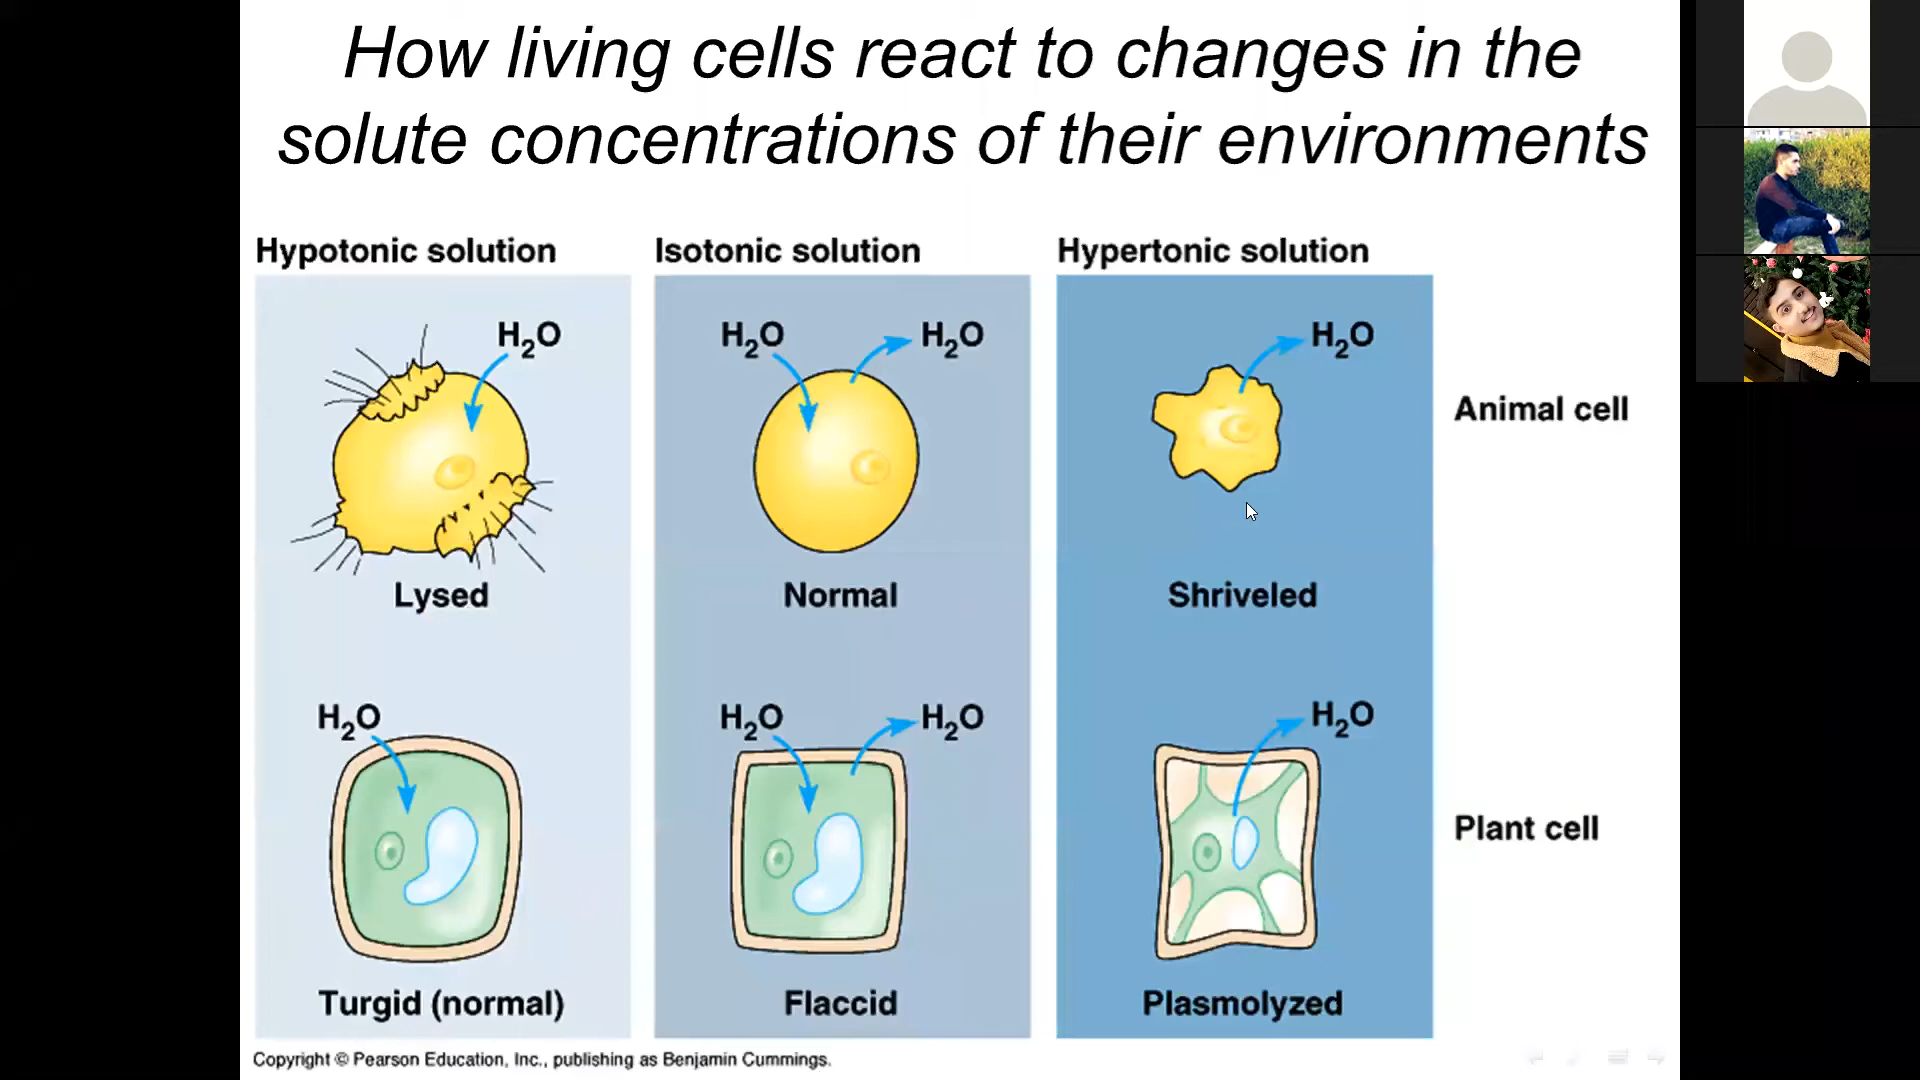 How living cells react to changes in the
solute concentrations of their environments
Hypotonic solution
Isotonic solution
Hypertonic solution
H2O
H2O
H2O
H2O
Animal cell
Lysed
Normal
Shriveled
H2O
H2O
H2O
H2O
Plant cell
Turgid (normal)
Flaccid
Plasmolyzed
Copyright © Pearson Education, Inc., publishing as Benjamin Cummings.